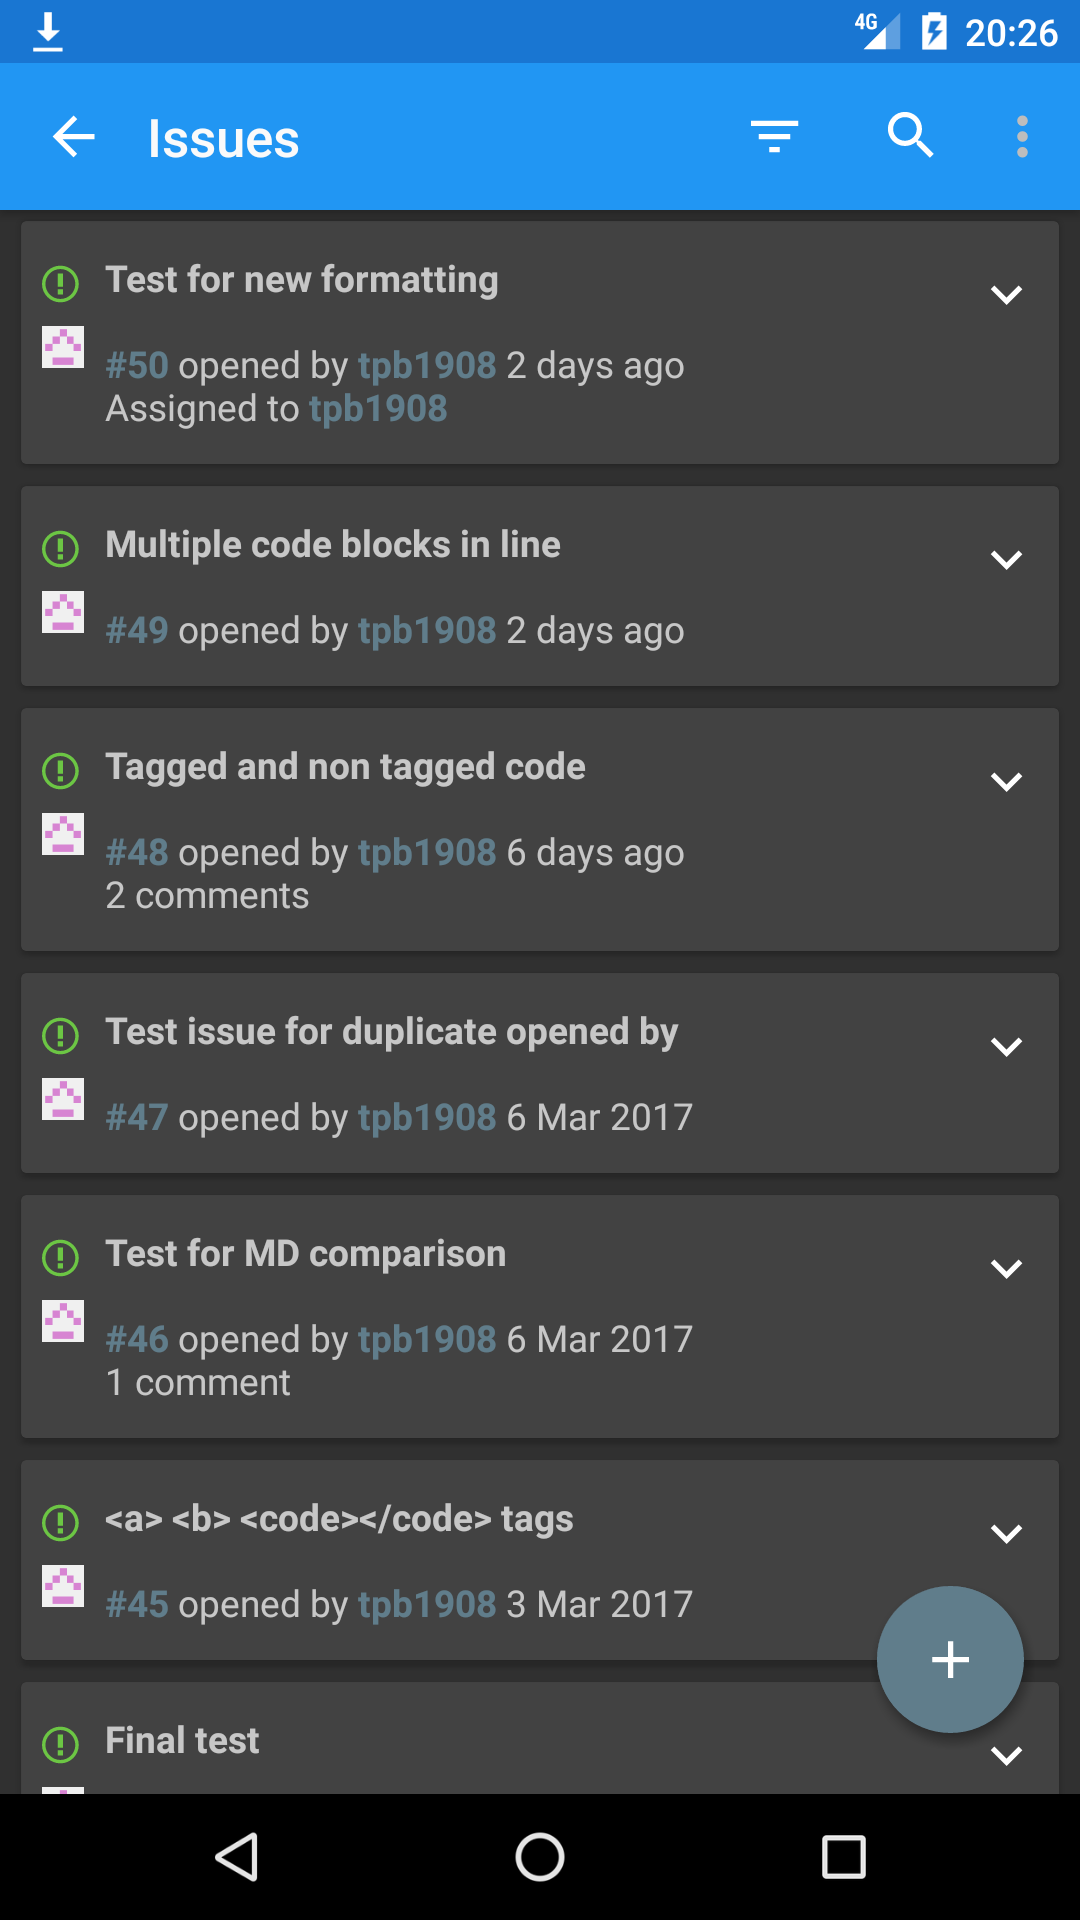 4G 20:26
Issues
Test for new formatting
#50 opened by tpb1908 2 days ago
Assigned to tpb1908
Multiple code blocks in line
#49 opened by tpb1908 2 days ago
Tagged and non tagged code
#48 opened by tpb1908 6 days ago
2 comments
Test issue for duplicate opened by
#47 opened by tpb1908 6 Mar 2017
Test for MD comparison
#46 opened by tpb1908 6 Mar 2017
1 comment
<a> <b> <code></code> tags
#45 opened by tpb1908 3 Mar 2017
Final test